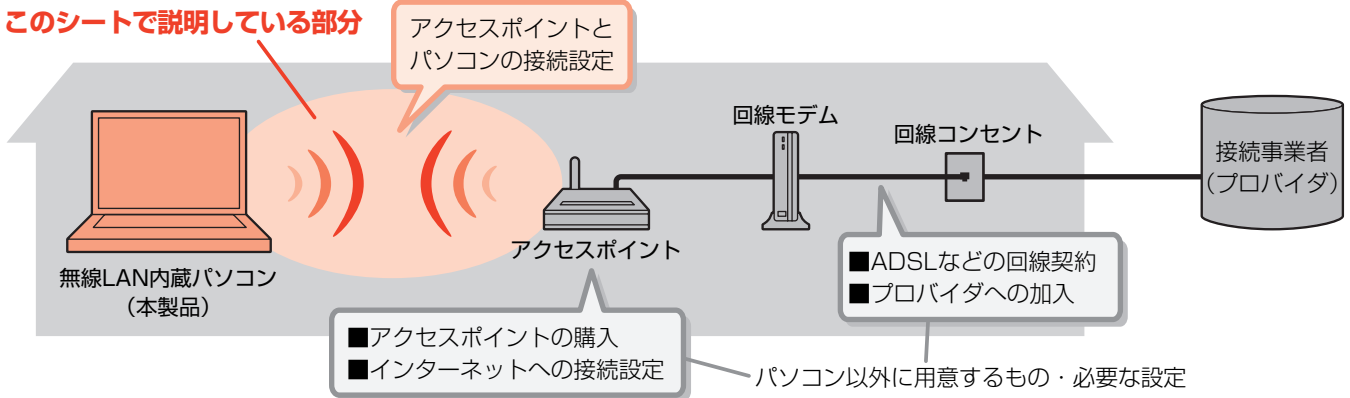 このシートで説明している部分
アクセスポイントと
パソコンの接続設定
回線モデム
回線コンセント
接続事業者
(プロバイダ)
アクセスポイント
無線LAN内蔵パソコン
(本製品)
■ADSLなどの回線契約
■プロバイダへの加入
■アクセスポイントの購入
■インターネットへの接続設定
パソコン以外に用意するもの・必要な設定